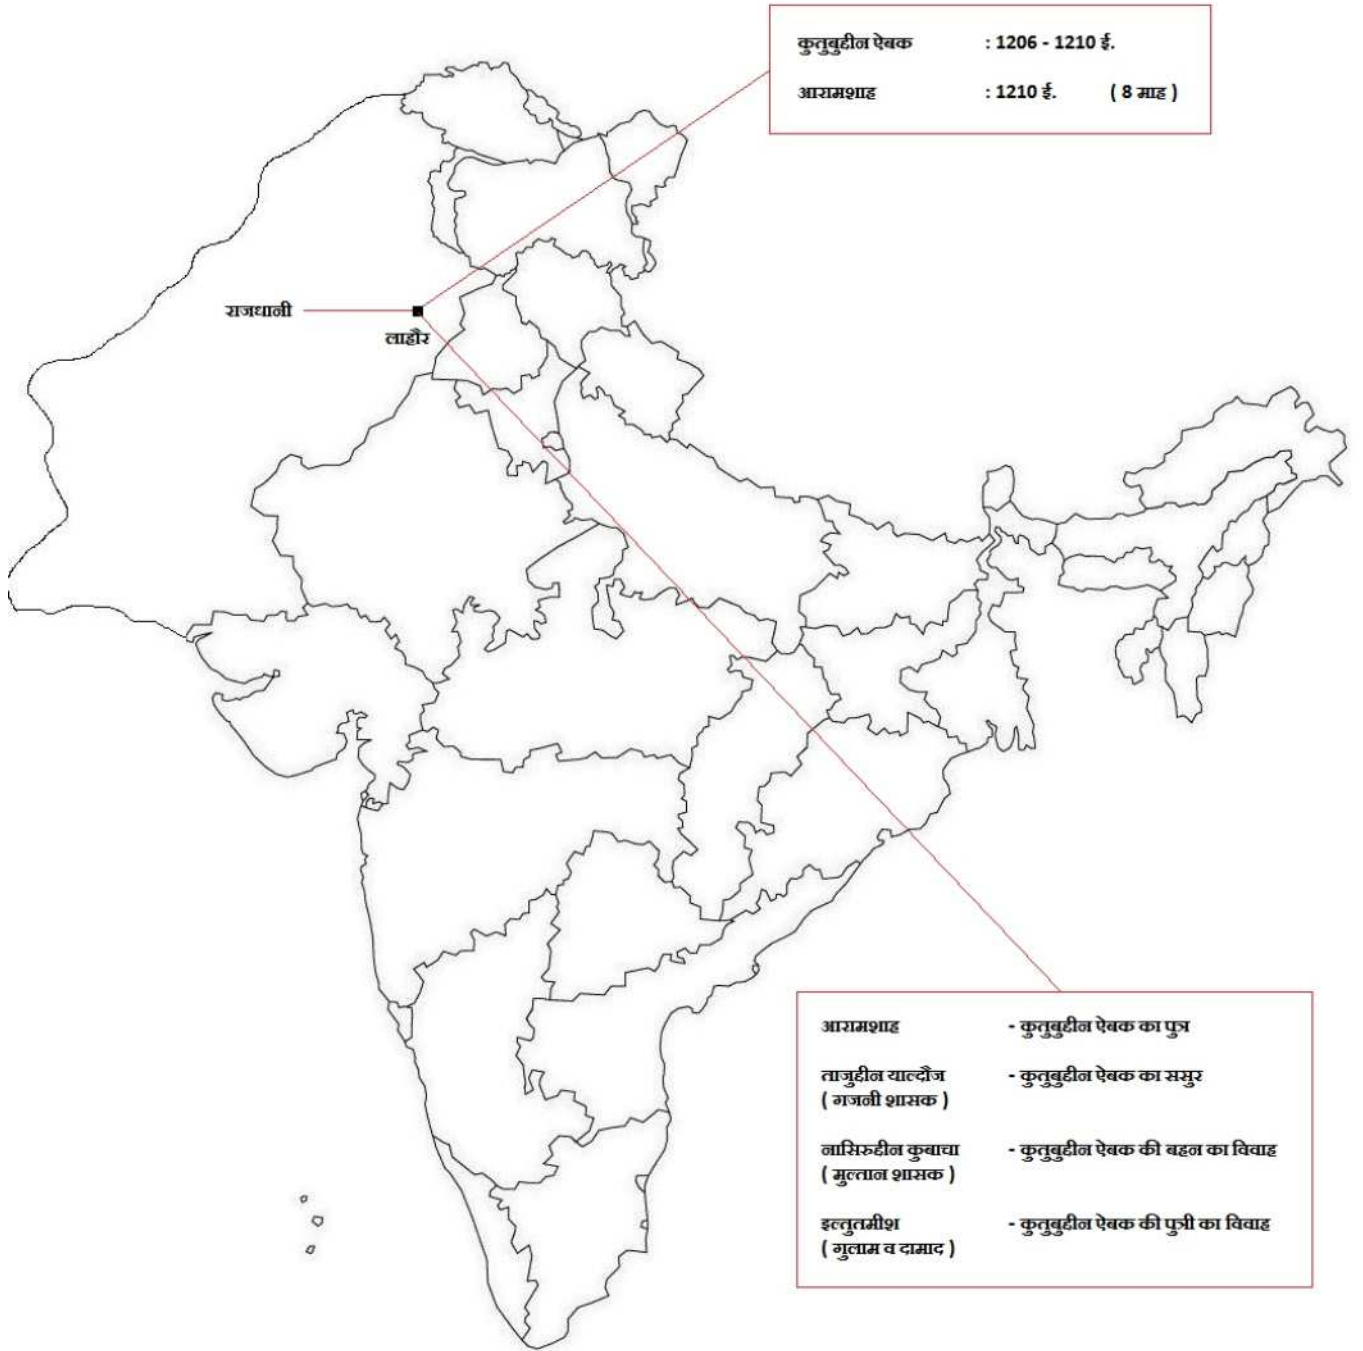 कुतुबुद्दीन ऐबक : 1206 - 1210 ई.
आरामशाह : 1210 ई. ( 8 माह )
राजधानी
लाहौर
आरामशाह - कुतुबुद्दीन ऐबक का पुत्र
ताजुद्दीन याल्दौज - कुतुबुद्दीन ऐबक का ससुर
( गजनी शासक )
नासिरुद्दीन कुबाचा - कुतुबुद्दीन ऐबक की बहन का विवाह
( मुल्तान शासक )
इल्तुतमीश - कुतुबुद्दीन ऐबक की पुत्री का विवाह
( गुलाम व दामाद )